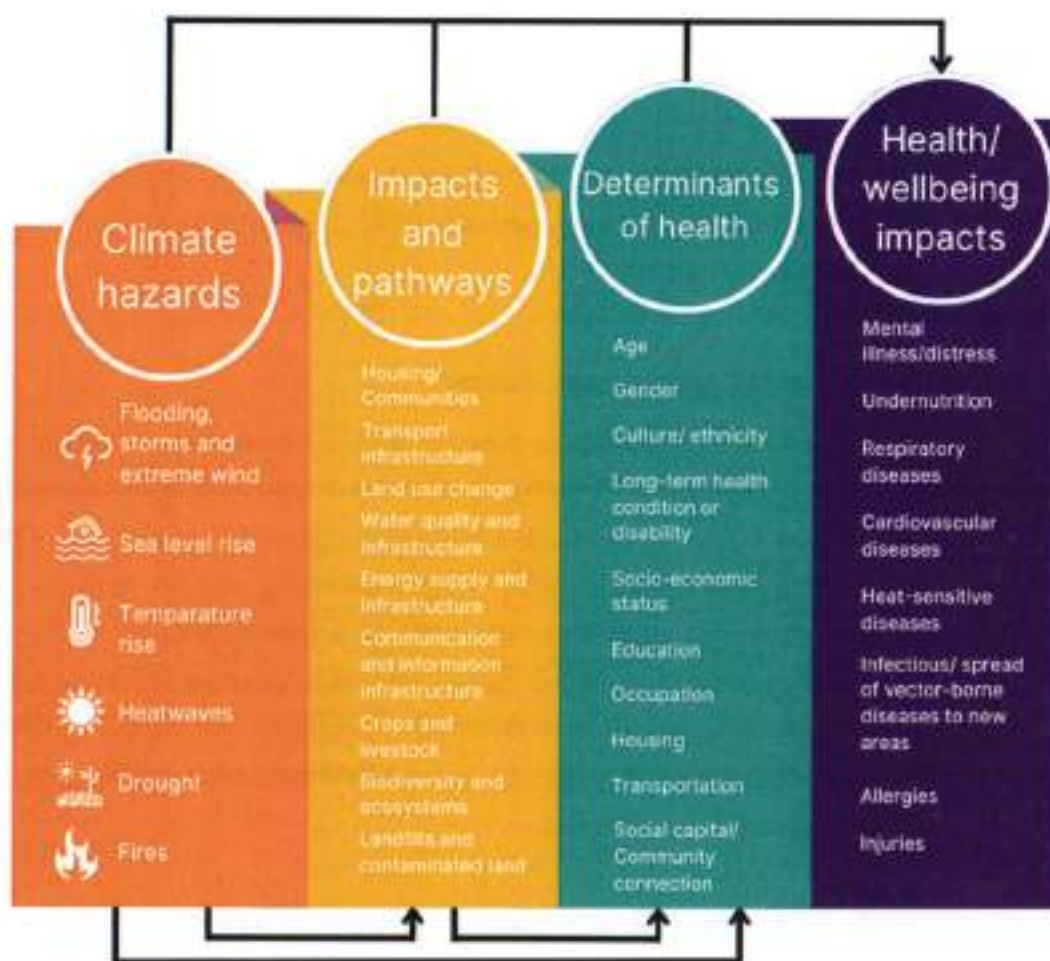 Climate
hazards
Flooding,
storms and
extreme wind
Sea level rise
Temparature
rise
Heatwaves
Drought
Fires
Impacts
and
pathways
Housing/
Communities
Transport
infrastructure
Land use change
Water quality and
infrastructure
Energy supply and
infrastructure
Communication
and information
infrastructure
Crops and
livestock
Biodiversity and
ecosystems
Landfills and
contaminated land
Determinants
of health
Age
Gender
Culture/ ethnicity
Long-term health
condition or
disability
Socio-economic
status
Education
Occupation
Housing
Transportation
Social capital/
Community
connection
Health/
wellbeing
impacts
Mental
illness/distress
Undernutrition
Respiratory
diseases
Cardiovascular
diseases
Heat-sensitive
diseases
Infectious/ spread
of vector-borne
diseases to new
areas
Allergies
Injuries